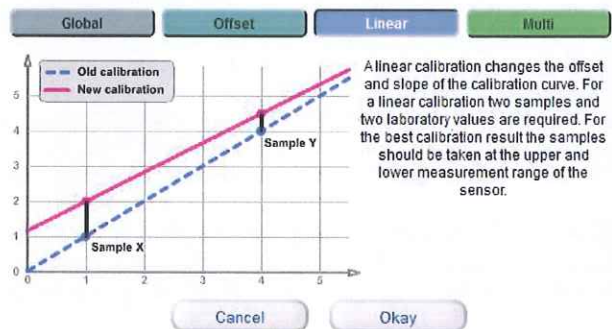 Global
Offset
Linear
Multi
Old calibration
New calibration
5
4
3
2
1
0
0
1
2
3
4
5
Sample Y
Sample X
A linear calibration changes the offset
and slope of the calibration curve. For
a linear calibration two samples and
two laboratory values are required. For
the best calibration result the samples
should be taken at the upper and
lower measurement range of the
sensor.
Cancel
Okay